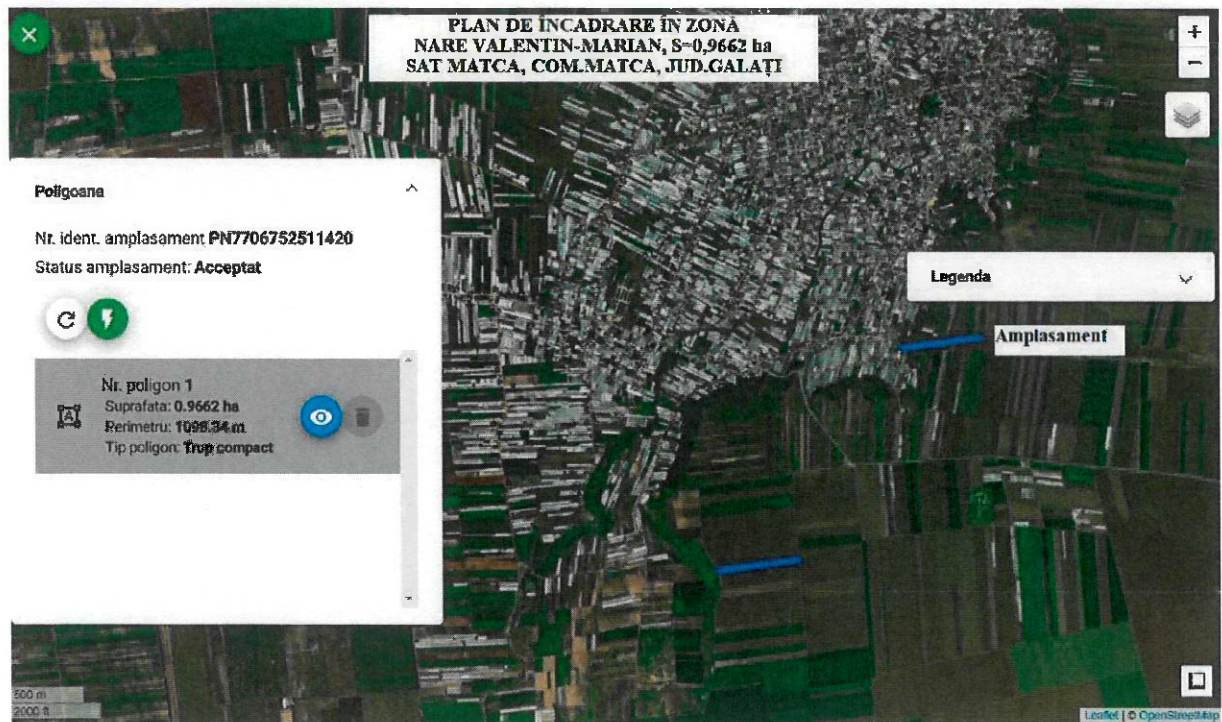 PLAN DE ÎNCADRARE ÎN ZONĂ
NARE VALENTIN-MARIAN, S=0,9662 ha
SAT MATCA, COM.MATCA, JUD.GALAȚI
+
−
Poligoane
Nr. ident. amplasament PN7706752511420
Status amplasament: Acceptat
Nr. poligon 1
Suprafata: 0.9662 ha
Perimetru: 1098.34 m
Tip poligon: Trup compact
Legenda
Amplasament
500 m
2000 ft
Leaflet | © OpenStreetMap